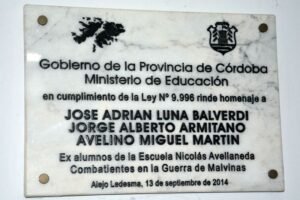 Gobierno de la Provincia de Córdoba
Ministerio de Educación
en cumplimiento de la Ley Nº 9.996 rinde homenaje a
JOSE ADRIAN LUNA BALVERDI
JORGE ALBERTO ARMITANO
AVELINO MIGUEL MARTIN
Ex alumnos de la Escuela Nicolás Avellaneda
Combatientes en la Guerra de Malvinas
Alejo Ledesma, 13 de septiembre de 2014